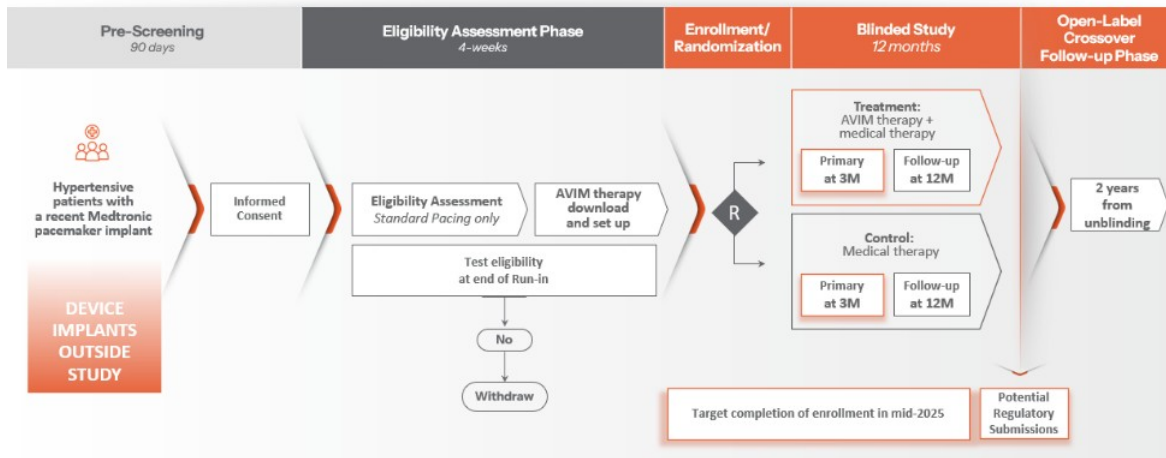 Pre-Screening
90 days
Eligibility Assessment Phase
4-weeks
Enrollment/
Randomization
Blinded Study
12 months
Open-Label
Crossover
Follow-up Phase
Hypertensive
patients with
a recent Medtronic
pacemaker implant
DEVICE
IMPLANTS
OUTSIDE
STUDY
Informed
Consent
Eligibility Assessment
Standard Pacing only
AVIM therapy
download
and set up
Test eligibility
at end of Run-in
No
Withdraw
R
Treatment:
AVIM therapy +
medical therapy
Primary
at 3M
Follow-up
at 12M
Control:
Medical therapy
Primary
at 3M
Follow-up
at 12M
2 years
from
unblinding
Target completion of enrollment in mid-2025
Potential
Regulatory
Submissions